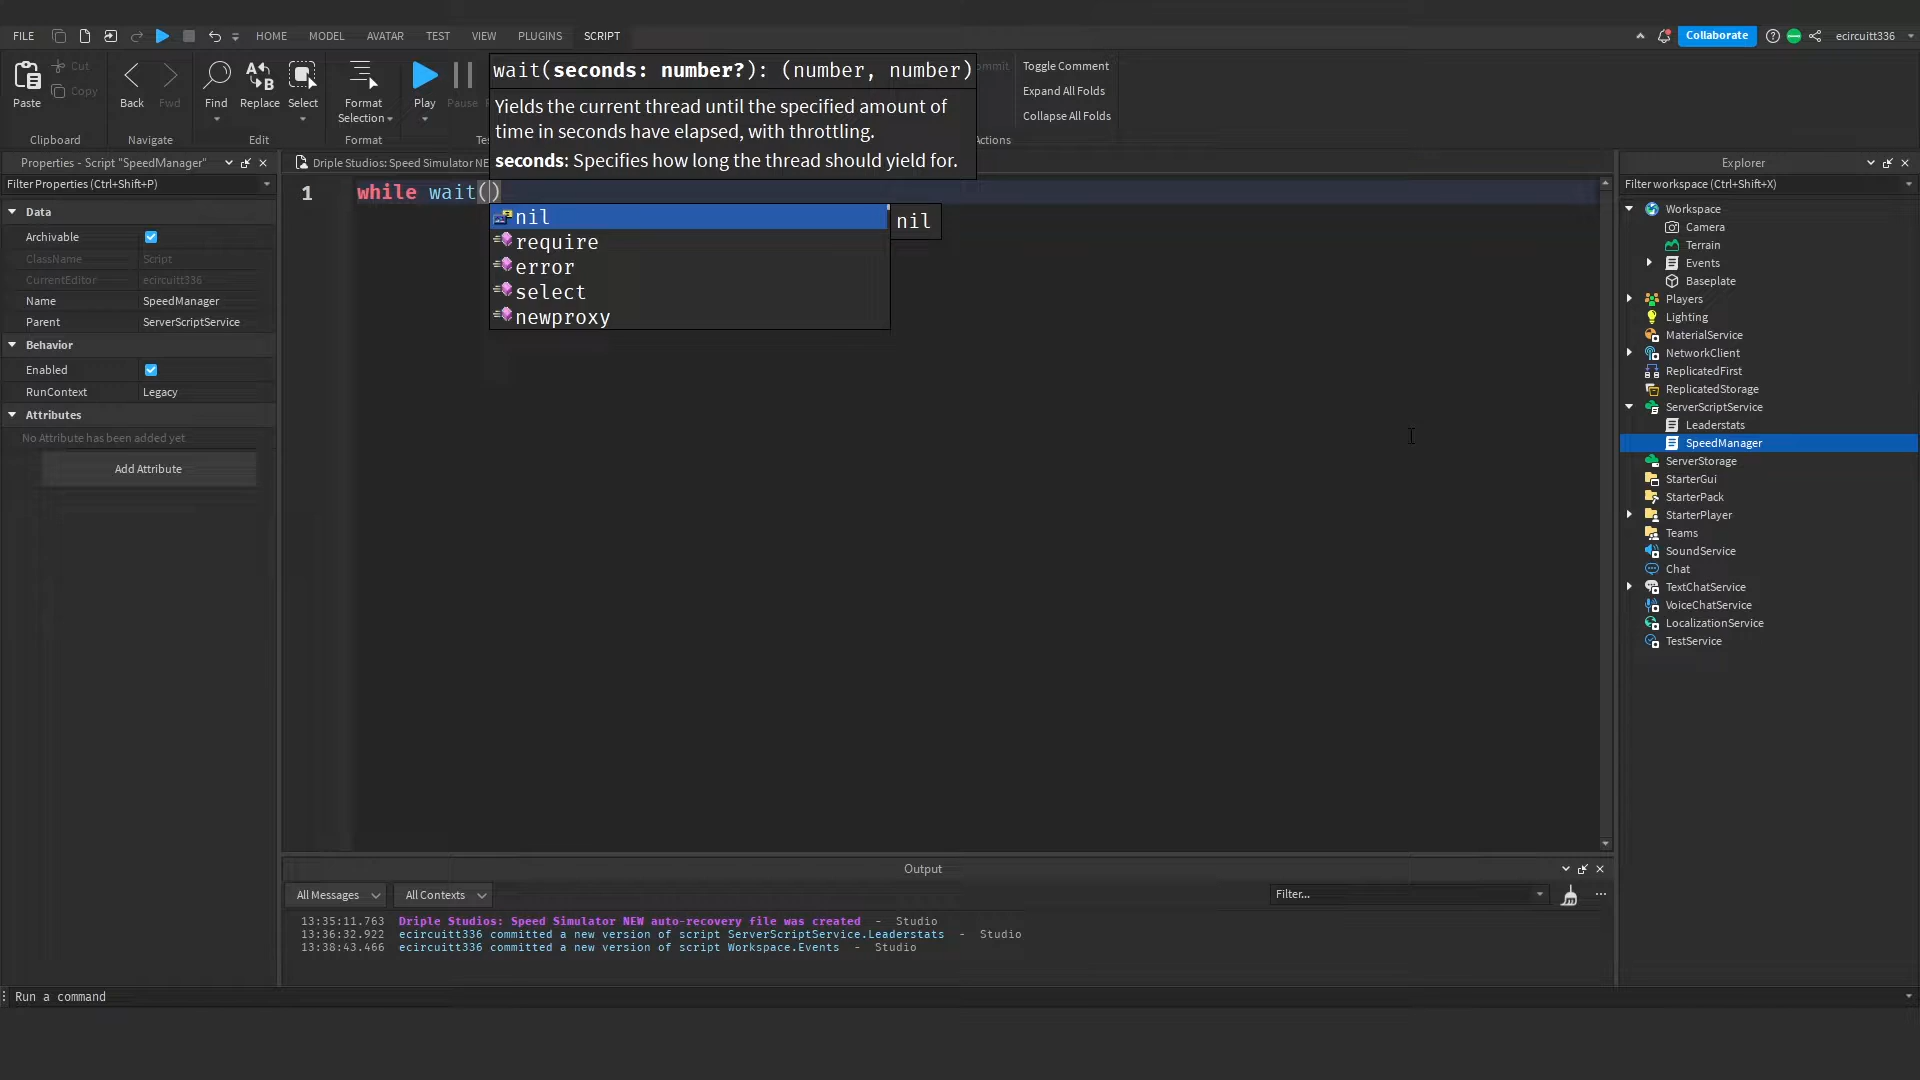 FILE
HOME
MODEL
AVATAR
TEST
VIEW
PLUGINS
SCRIPT
Collaborate
ecircuitt336
Paste
Cut
Copy
Clipboard
Back
Fwd
Navigate
Find
Replace
Select
Edit
Format
Selection
Format
Play
Pause
wait(seconds: number?): (number, number)
Yields the current thread until the specified amount of
time in seconds have elapsed, with throttling.
seconds: Specifies how long the thread should yield for.
Toggle Comment
Expand All Folds
Collapse All Folds
Properties - Script "SpeedManager"
Filter Properties (Ctrl+Shift+P)
Data
Archivable
ClassName Script
CurrentEditor ecircuitt336
Name SpeedManager
Parent ServerScriptService
Behavior
Enabled
RunContext Legacy
Attributes
No Attribute has been added yet
Add Attribute
Driple Studios: Speed Simulator NE
1 while wait()
nil
require
error
select
newproxy
nil
Explorer
Filter workspace (Ctrl+Shift+X)
Workspace
Camera
Terrain
Events
Baseplate
Players
Lighting
MaterialService
NetworkClient
ReplicatedFirst
ReplicatedStorage
ServerScriptService
Leaderstats
SpeedManager
ServerStorage
StarterGui
StarterPack
StarterPlayer
Teams
SoundService
Chat
TextChatService
VoiceChatService
LocalizationService
TestService
Output
All Messages
All Contexts
Filter...
13:35:11.763 Driple Studios: Speed Simulator NEW auto-recovery file was created - Studio
13:36:32.922 ecircuitt336 committed a new version of script ServerScriptService.Leaderstats - Studio
13:38:43.466 ecircuitt336 committed a new version of script Workspace.Events - Studio
Run a command